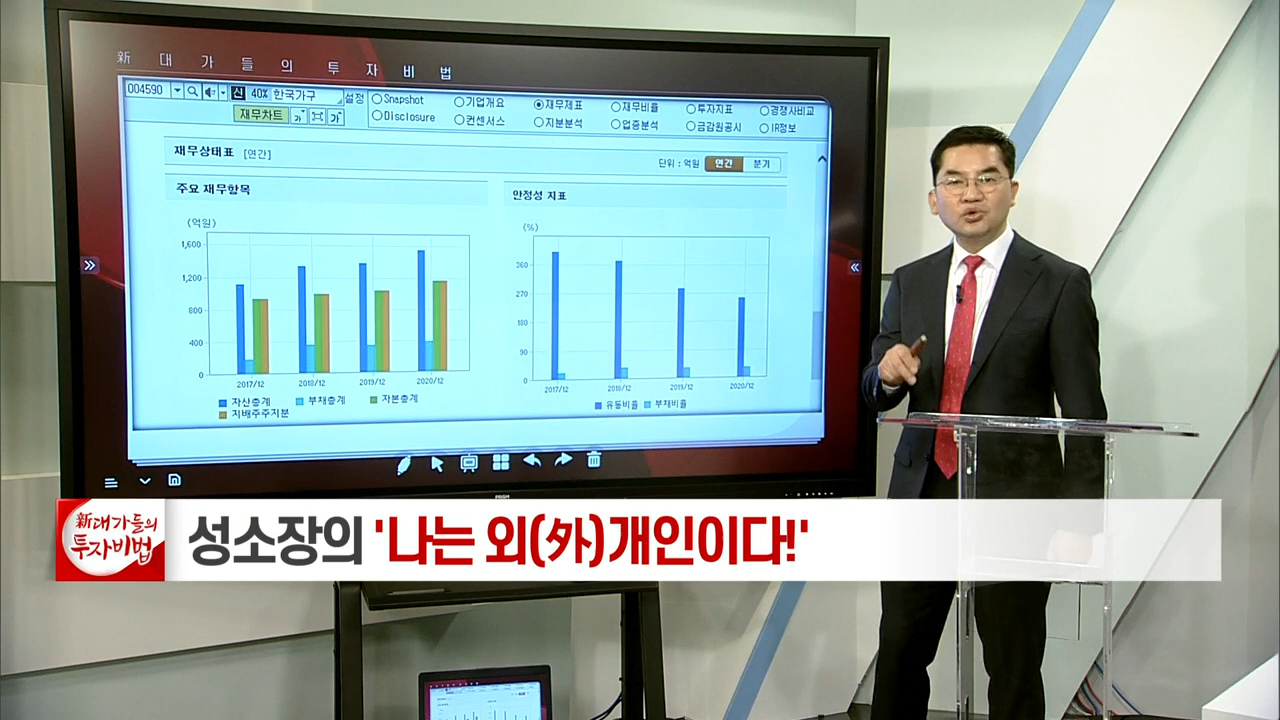 新 대 가 들 의 투 자 비 법
004590 신 40% 한국가구 설정
Snapshot 기업개요 재무제표 재무비율 투자지표 경쟁사비교
재무차트 가 가 Disclosure 컨센서스 지분분석 업종분석 금감원공시 IR정보
재무상태표 [연간] 단위 : 억원 연간 분기
주요 재무항목 안정성 지표
(억원) (%)
1,600
1,200
800
400
0
2017/12 2018/12 2019/12 2020/12
자산총계 부채총계 자본총계
지배주주지분
360
270
180
90
0
2017/12 2018/12 2019/12 2020/12
유동비율 부채비율
PRISM
新대가들의
투자비법
성소장의 '나는 외(外)개인이다!'